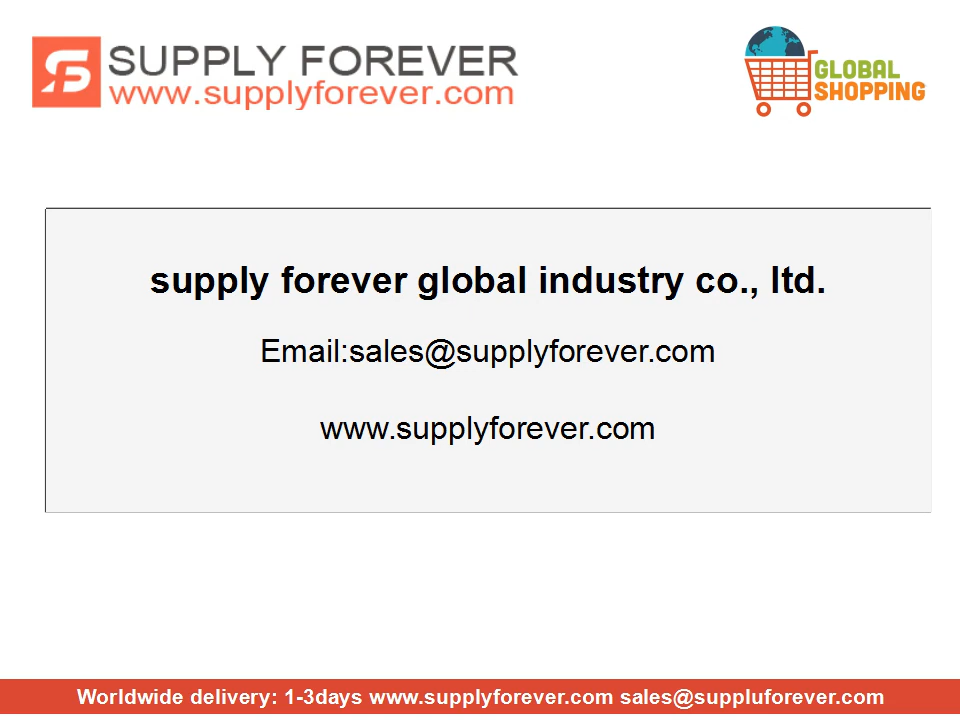 SUPPLY FOREVER
www.supplyforever.com
GLOBAL
SHOPPING
supply forever global industry co., ltd.
Email:sales@supplyforever.com
www.supplyforever.com
Worldwide delivery: 1-3days www.supplyforever.com sales@suppluforever.com